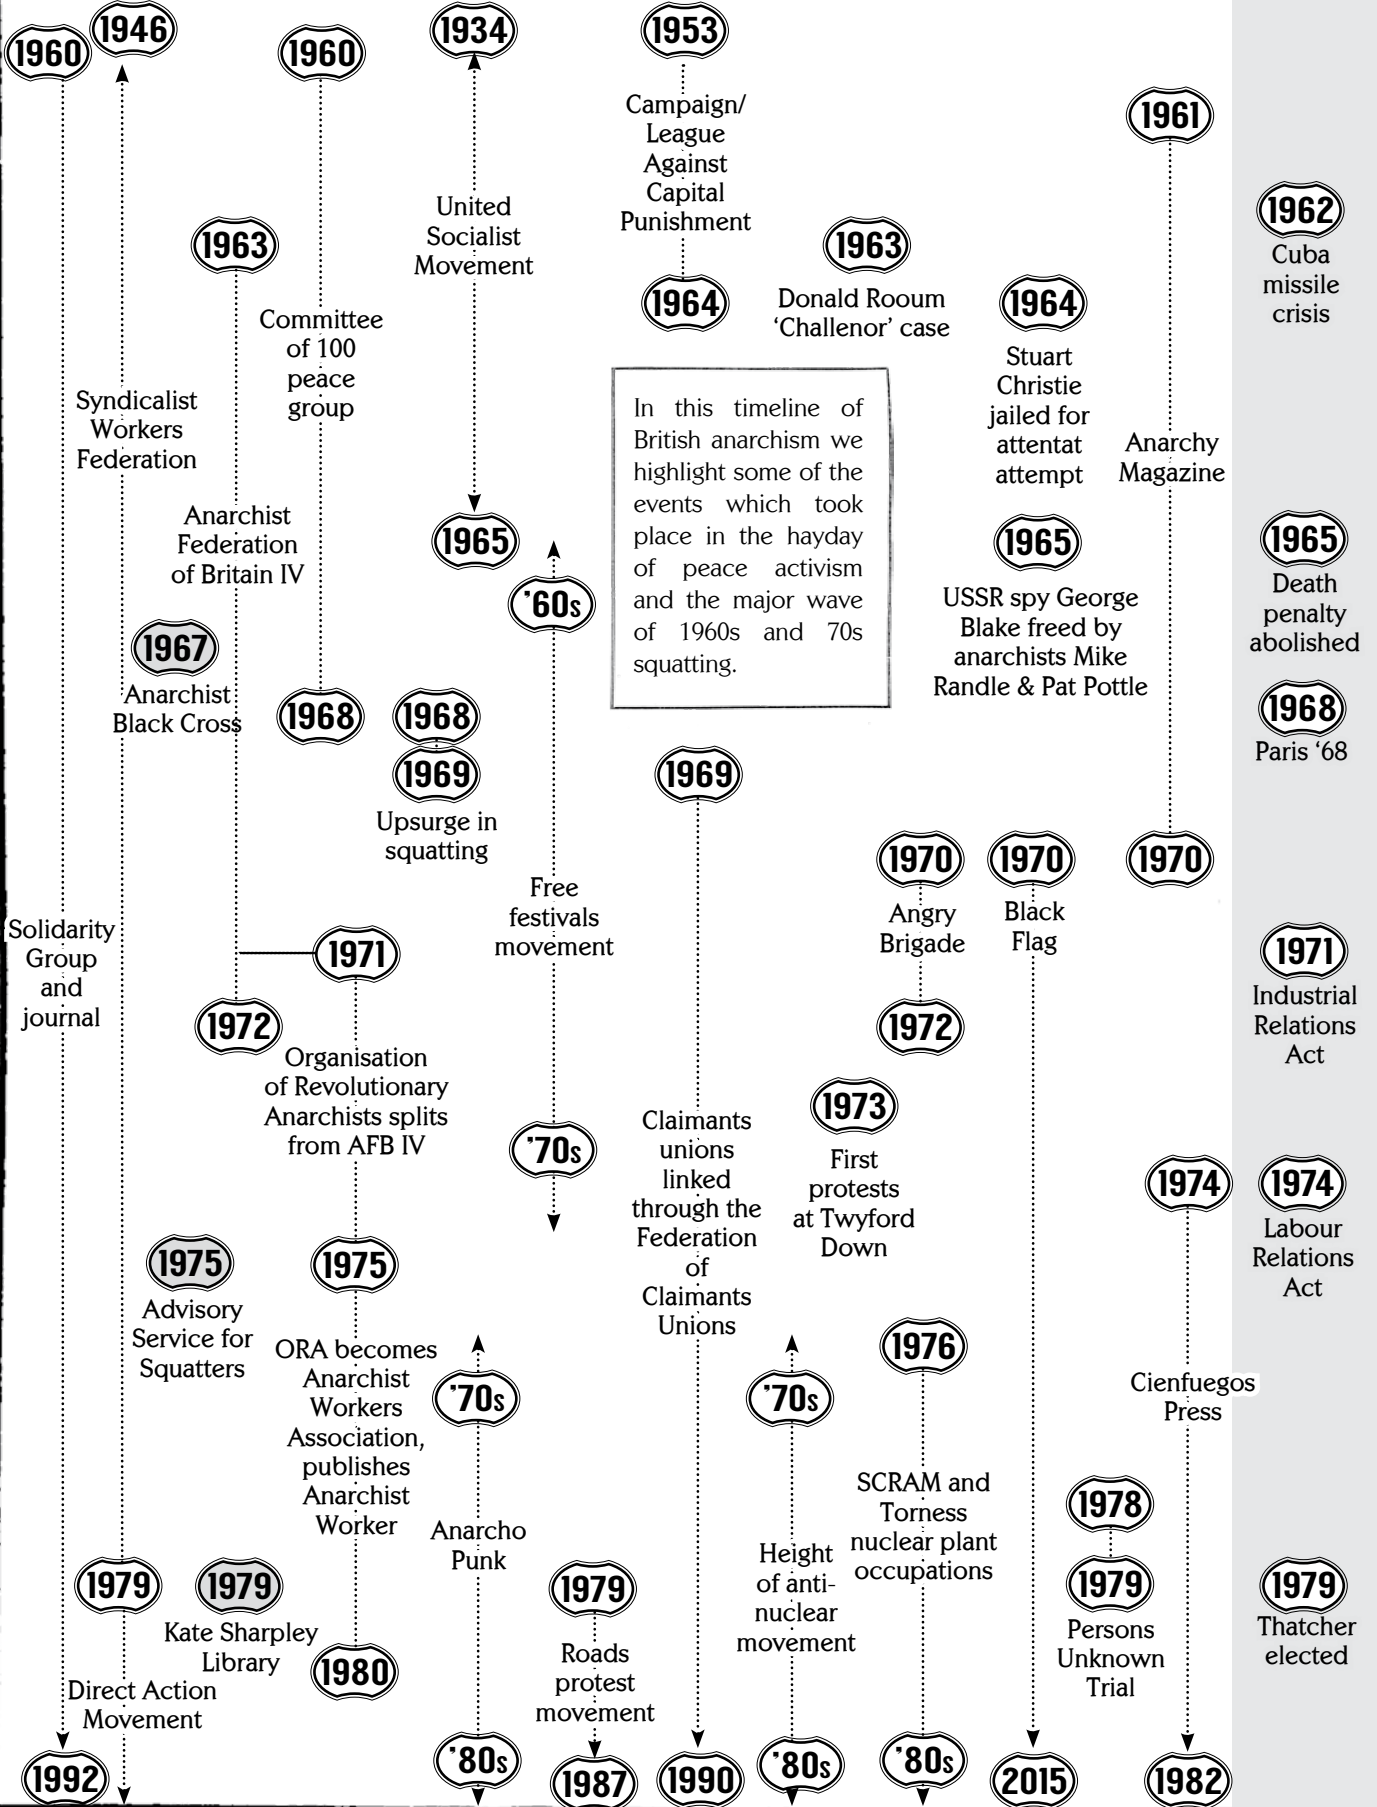 1960
1946
1960
1934
1953
1961
Campaign/
League
Against
Capital
Punishment
1964
United
Socialist
Movement
1965
1963
1963
Donald Rooum
‘Challenor’ case
1964
Stuart
Christie
jailed for
attentat
attempt
1962
Cuba
missile
crisis
Committee
of 100
peace
group
1968
Syndicalist
Workers
Federation
In this timeline of
British anarchism we
highlight some of the
events which took
place in the hayday
of peace activism
and the major wave
of 1960s and 70s
squatting.
Anarchy
Magazine
1970
Anarchist
Federation
of Britain IV
1965
USSR spy George
Blake freed by
anarchists Mike
Randle & Pat Pottle
1965
Death
penalty
abolished
'60s
Free
festivals
movement
'70s
1967
Anarchist
Black Cross
1968
1969
Upsurge in
squatting
1968
Paris ‘68
1969
Claimants
unions
linked
through the
Federation
of
Claimants
Unions
1990
1970
Angry
Brigade
1972
1970
Black
Flag
2015
Solidarity
Group
and
journal
1992
1971
1972
Organisation
of Revolutionary
Anarchists splits
from AFB IV
1971
Industrial
Relations
Act
1973
First
protests
at Twyford
Down
1974
Cienfuegos
Press
1982
1974
Labour
Relations
Act
1975
Advisory
Service for
Squatters
1975
ORA becomes
Anarchist
Workers
Association,
publishes
Anarchist
Worker
1980
'70s
Anarcho
Punk
'80s
'70s
Height
of anti-
nuclear
movement
'80s
1976
SCRAM and
Torness
nuclear plant
occupations
'80s
1978
1979
Persons
Unknown
Trial
1979
Direct Action
Movement
1979
Kate Sharpley
Library
1979
Roads
protest
movement
1987
1979
Thatcher
elected